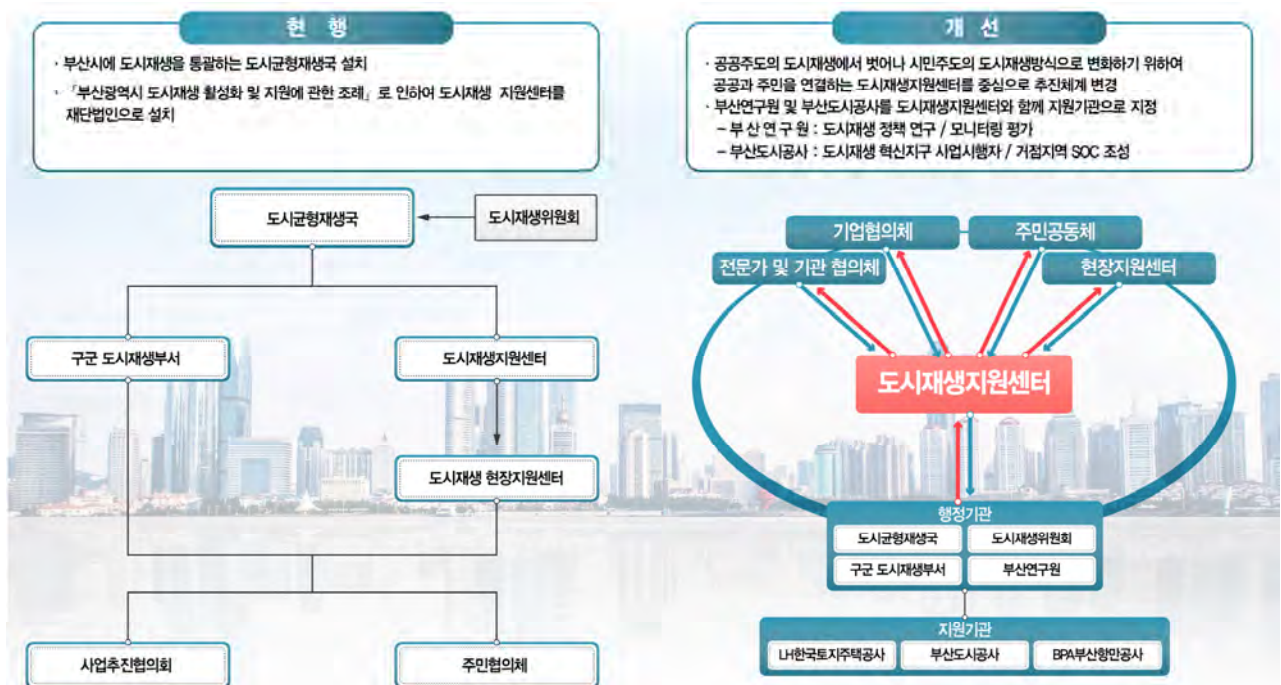 현 행
· 부산시에 도시재생을 통괄하는 도시균형재생국 설치
· 「부산광역시 도시재생 활성화 및 지원에 관한 조례」로 인하여 도시재생 지원센터를
재단법인으로 설치
도시균형재생국
도시재생위원회
구군 도시재생부서
도시재생지원센터
도시재생 현장지원센터
사업추진협의회
주민협의체
개 선
· 공공주도의 도시재생에서 벗어나 시민주도의 도시재생방식으로 변화하기 위하여
공공과 주민을 연결하는 도시재생지원센터를 중심으로 추진체계 변경
· 부산연구원 및 부산도시공사를 도시재생지원센터와 함께 지원기관으로 지정
- 부 산 연 구 원 : 도시재생 정책 연구 / 모니터링 평가
- 부산도시공사 : 도시재생 혁신지구 사업시행자 / 거점지역 SOC 조성
기업협의체
주민공동체
전문가 및 기관 협의체
현장지원센터
도시재생지원센터
행정기관
도시균형재생국
도시재생위원회
구군 도시재생부서
부산연구원
지원기관
LH한국토지주택공사
부산도시공사
BPA부산항만공사